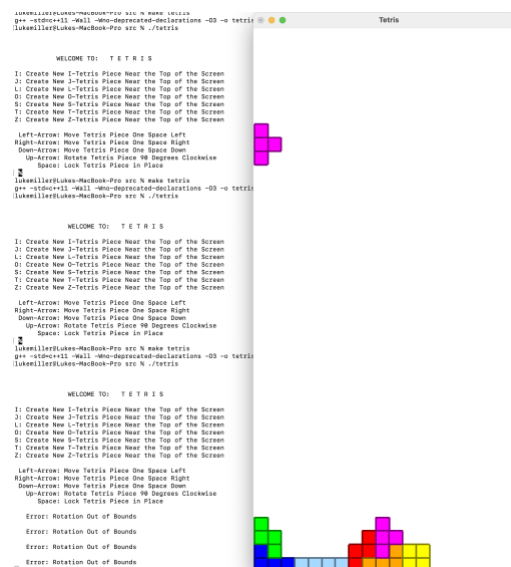 lukemiller@Lukes-MacBook-Pro src % make tetris
g++ -std=c++11 -Wall -Wno-deprecated-declarations -O3 -o tetris
lukemiller@Lukes-MacBook-Pro src % ./tetris
WELCOME TO: T E T R I S
I: Create New I-Tetris Piece Near the Top of the Screen
J: Create New J-Tetris Piece Near the Top of the Screen
L: Create New L-Tetris Piece Near the Top of the Screen
O: Create New O-Tetris Piece Near the Top of the Screen
S: Create New S-Tetris Piece Near the Top of the Screen
T: Create New T-Tetris Piece Near the Top of the Screen
Z: Create New Z-Tetris Piece Near the Top of the Screen
Left-Arrow: Move Tetris Piece One Space Left
Right-Arrow: Move Tetris Piece One Space Right
Down-Arrow: Move Tetris Piece One Space Down
Up-Arrow: Rotate Tetris Piece 90 Degrees Clockwise
Space: Lock Tetris Piece in Place
%
lukemiller@Lukes-MacBook-Pro src % make tetris
g++ -std=c++11 -Wall -Wno-deprecated-declarations -O3 -o tetris
lukemiller@Lukes-MacBook-Pro src % ./tetris
WELCOME TO: T E T R I S
I: Create New I-Tetris Piece Near the Top of the Screen
J: Create New J-Tetris Piece Near the Top of the Screen
L: Create New L-Tetris Piece Near the Top of the Screen
O: Create New O-Tetris Piece Near the Top of the Screen
S: Create New S-Tetris Piece Near the Top of the Screen
T: Create New T-Tetris Piece Near the Top of the Screen
Z: Create New Z-Tetris Piece Near the Top of the Screen
Left-Arrow: Move Tetris Piece One Space Left
Right-Arrow: Move Tetris Piece One Space Right
Down-Arrow: Move Tetris Piece One Space Down
Up-Arrow: Rotate Tetris Piece 90 Degrees Clockwise
Space: Lock Tetris Piece in Place
%
lukemiller@Lukes-MacBook-Pro src % make tetris
g++ -std=c++11 -Wall -Wno-deprecated-declarations -O3 -o tetris
lukemiller@Lukes-MacBook-Pro src % ./tetris
WELCOME TO: T E T R I S
I: Create New I-Tetris Piece Near the Top of the Screen
J: Create New J-Tetris Piece Near the Top of the Screen
L: Create New L-Tetris Piece Near the Top of the Screen
O: Create New O-Tetris Piece Near the Top of the Screen
S: Create New S-Tetris Piece Near the Top of the Screen
T: Create New T-Tetris Piece Near the Top of the Screen
Z: Create New Z-Tetris Piece Near the Top of the Screen
Left-Arrow: Move Tetris Piece One Space Left
Right-Arrow: Move Tetris Piece One Space Right
Down-Arrow: Move Tetris Piece One Space Down
Up-Arrow: Rotate Tetris Piece 90 Degrees Clockwise
Space: Lock Tetris Piece in Place
Error: Rotation Out of Bounds
Error: Rotation Out of Bounds
Error: Rotation Out of Bounds
Error: Rotation Out of Bounds
Tetris